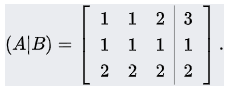 (A|B) = [ 1 1 2 | 3
1 1 1 | 1
2 2 2 | 2 ] .